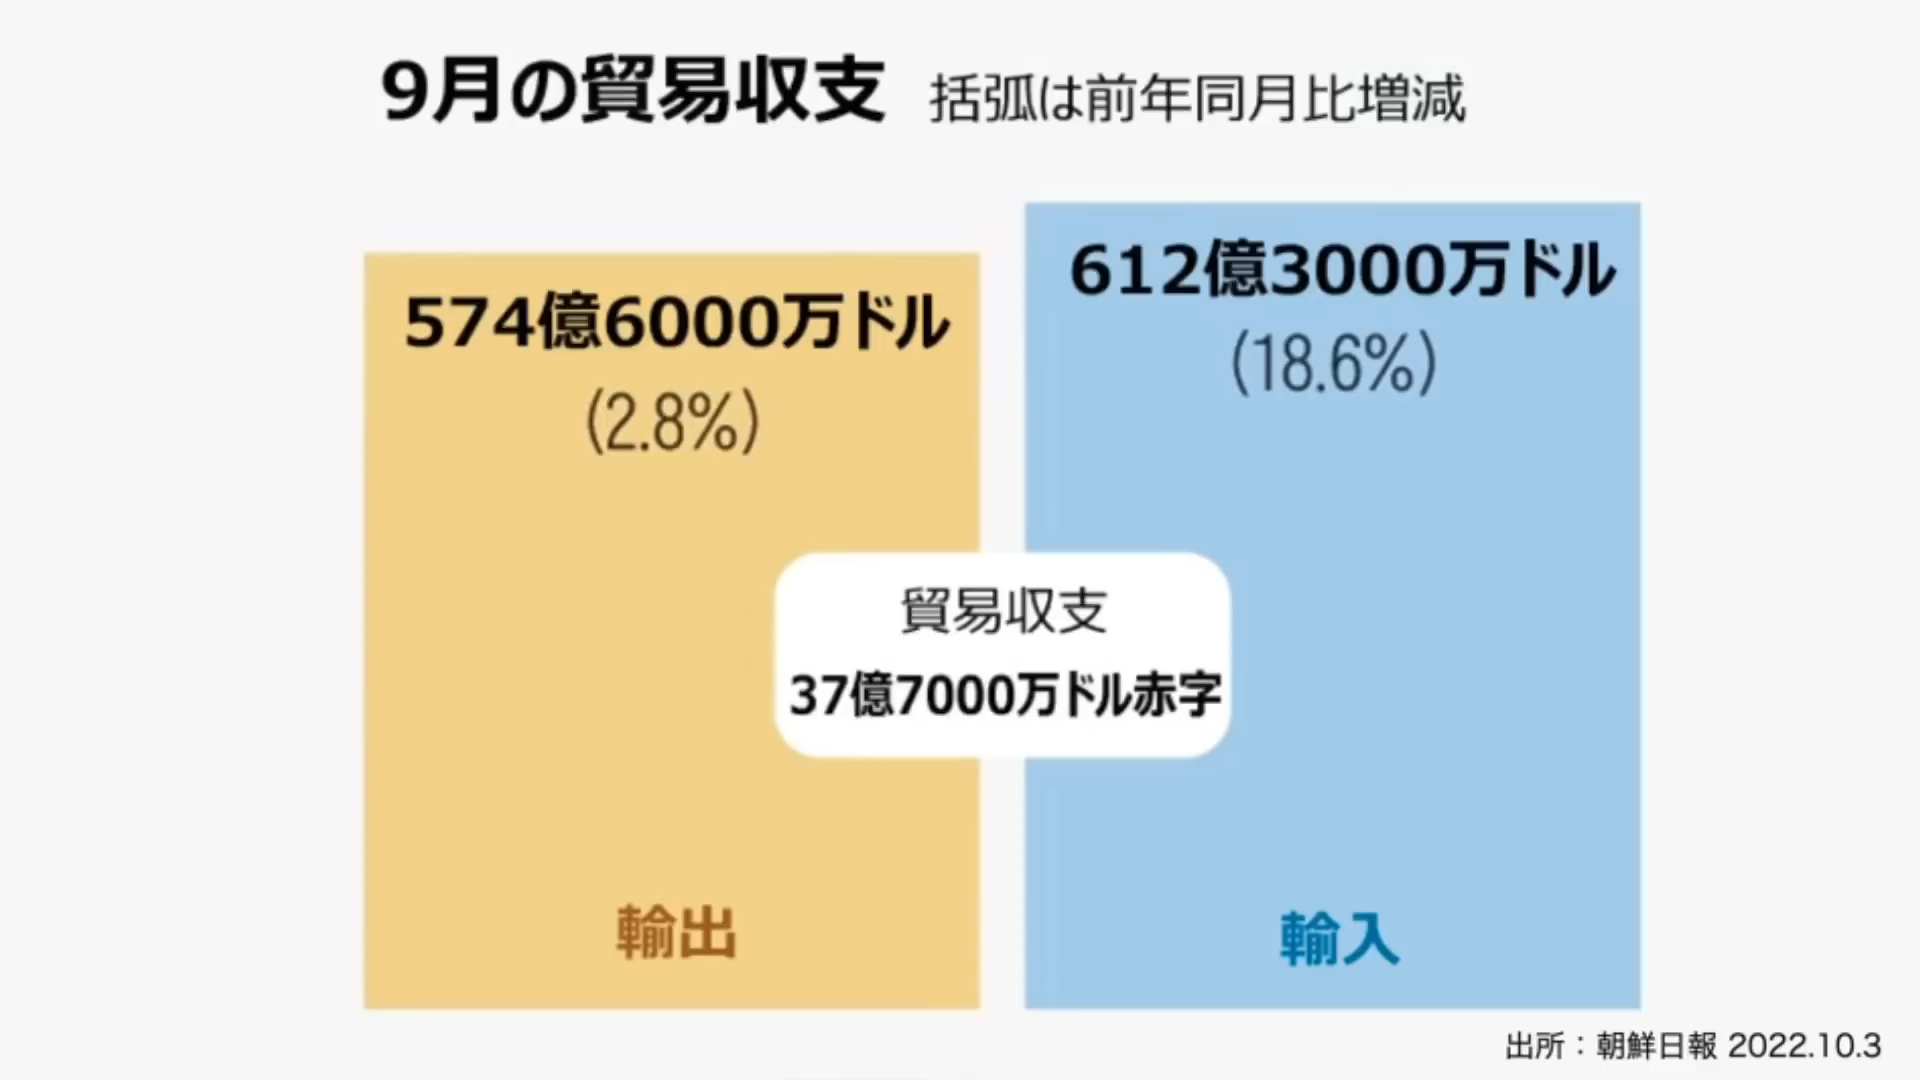 9月の貿易収支 括弧は前年同月比増減
574億6000万ドル
(2.8%)
輸出
612億3000万ドル
(18.6%)
輸入
貿易収支
37億7000万ドル赤字
出所：朝鮮日報 2022.10.3